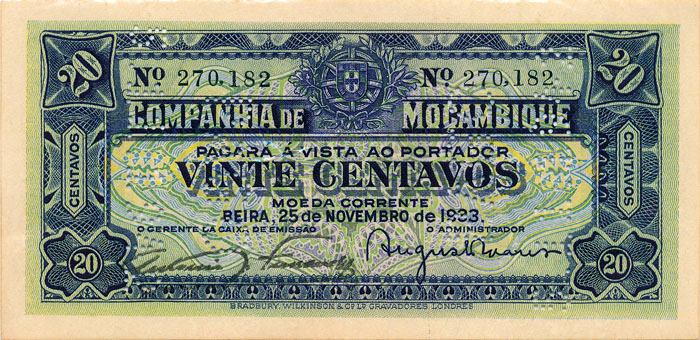 20 Nº 270,182 Nº 270,182 20
COMPANHIA DE MOÇAMBIQUE
PAGARÁ Á VISTA AO PORTADOR
CENTAVOS VINTE CENTAVOS CENTAVOS
MOEDA CORRENTE
BEIRA, 25 de NOVEMBRO de 1933.
O GERENTE DA CAIXA DE EMISSÃO O ADMINISTRADOR
20 20
BRADBURY, WILKINSON & Cº Lº GRAVADORES LONDRES